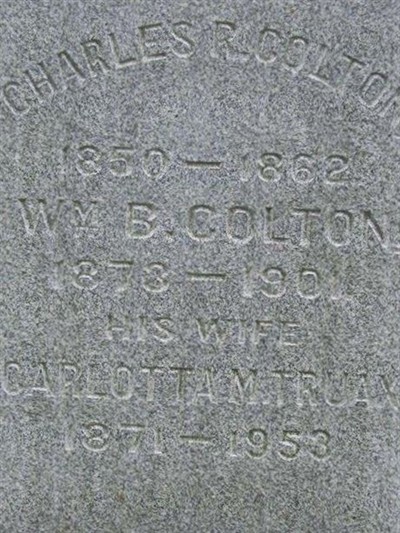 CHARLES R. COLTON
1850 — 1862
WM B. COLTON.
1873 — 1901.
HIS WIFE
CARLOTTA M. TRUAX
1871 — 1953